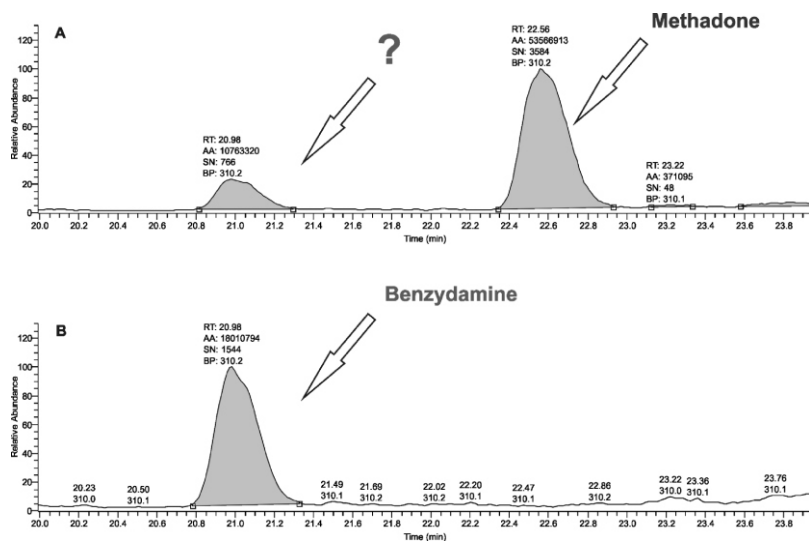 A
?
Methadone
RT: 22.56
AA: 53566913
SN: 3584
BP: 310.2
RT: 20.98
AA: 10763320
SN: 766
BP: 310.2
RT: 23.22
AA: 371095
SN: 48
BP: 310.1
Relative Abundance
120
100
80
60
40
20
0
20.0 20.2 20.4 20.6 20.8 21.0 21.2 21.4 21.6 21.8 22.0 22.2 22.4 22.6 22.8 23.0 23.2 23.4 23.6 23.8
Time (min)
B
Benzydamine
RT: 20.98
AA: 18010794
SN: 1544
BP: 310.2
Relative Abundance
120
100
80
60
40
20
0
20.23 20.50 21.49 21.69 22.02 22.20 22.47 22.86 23.22 23.36 23.76
310.0 310.1 310.1 310.2 310.2 310.1 310.1 310.2 310.0 310.1 310.1
20.0 20.2 20.4 20.6 20.8 21.0 21.2 21.4 21.6 21.8 22.0 22.2 22.4 22.6 22.8 23.0 23.2 23.4 23.6 23.8
Time (min)